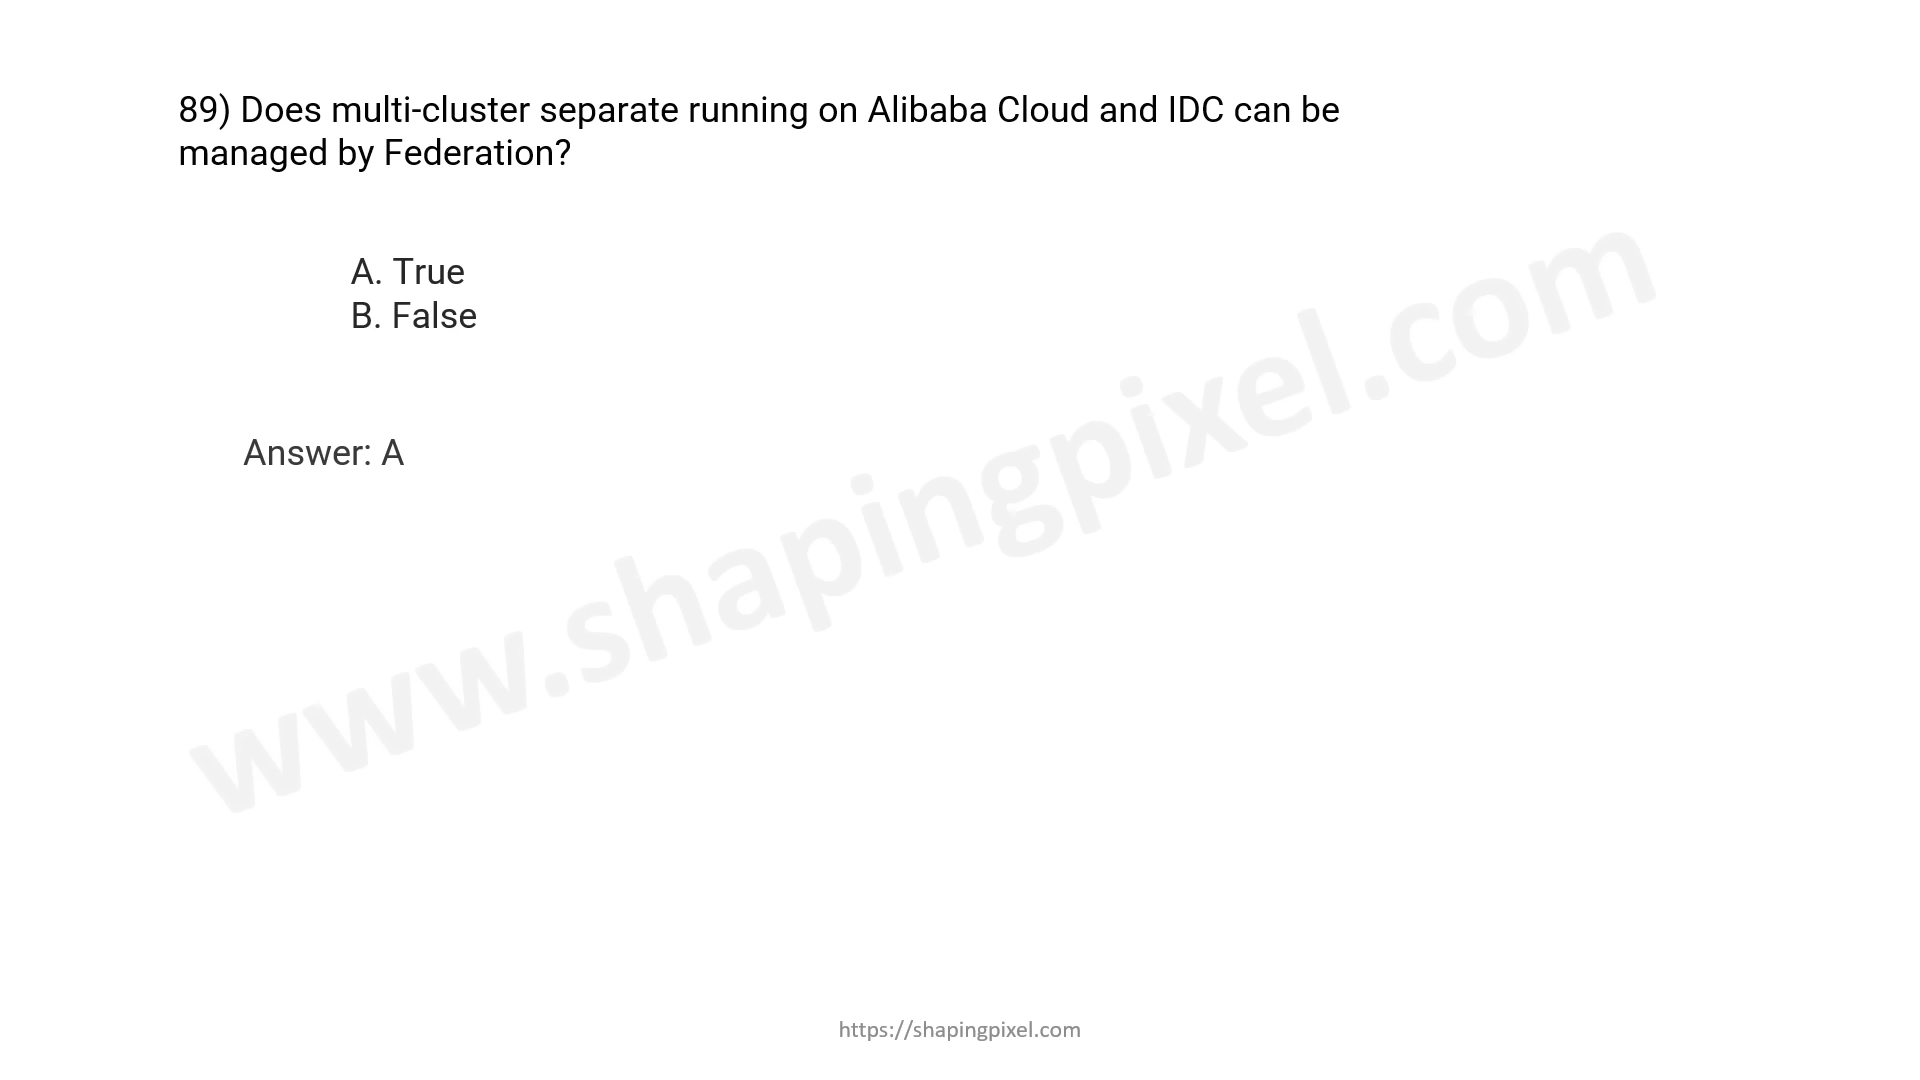 89) Does multi-cluster separate running on Alibaba Cloud and IDC can be
managed by Federation?
A. True
B. False
Answer: A
www.shapingpixel.com
https://shapingpixel.com